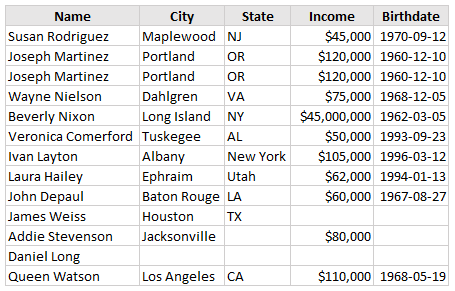 Name City State Income Birthdate
Susan Rodriguez Maplewood NJ $45,000 1970-09-12
Joseph Martinez Portland OR $120,000 1960-12-10
Joseph Martinez Portland OR $120,000 1960-12-10
Wayne Nielson Dahlgren VA $75,000 1968-12-05
Beverly Nixon Long Island NY $45,000,000 1962-03-05
Veronica Comerford Tuskegee AL $50,000 1993-09-23
Ivan Layton Albany New York $105,000 1996-03-12
Laura Hailey Ephraim Utah $62,000 1994-01-13
John Depaul Baton Rouge LA $60,000 1967-08-27
James Weiss Houston TX
Addie Stevenson Jacksonville $80,000
Daniel Long
Queen Watson Los Angeles CA $110,000 1968-05-19